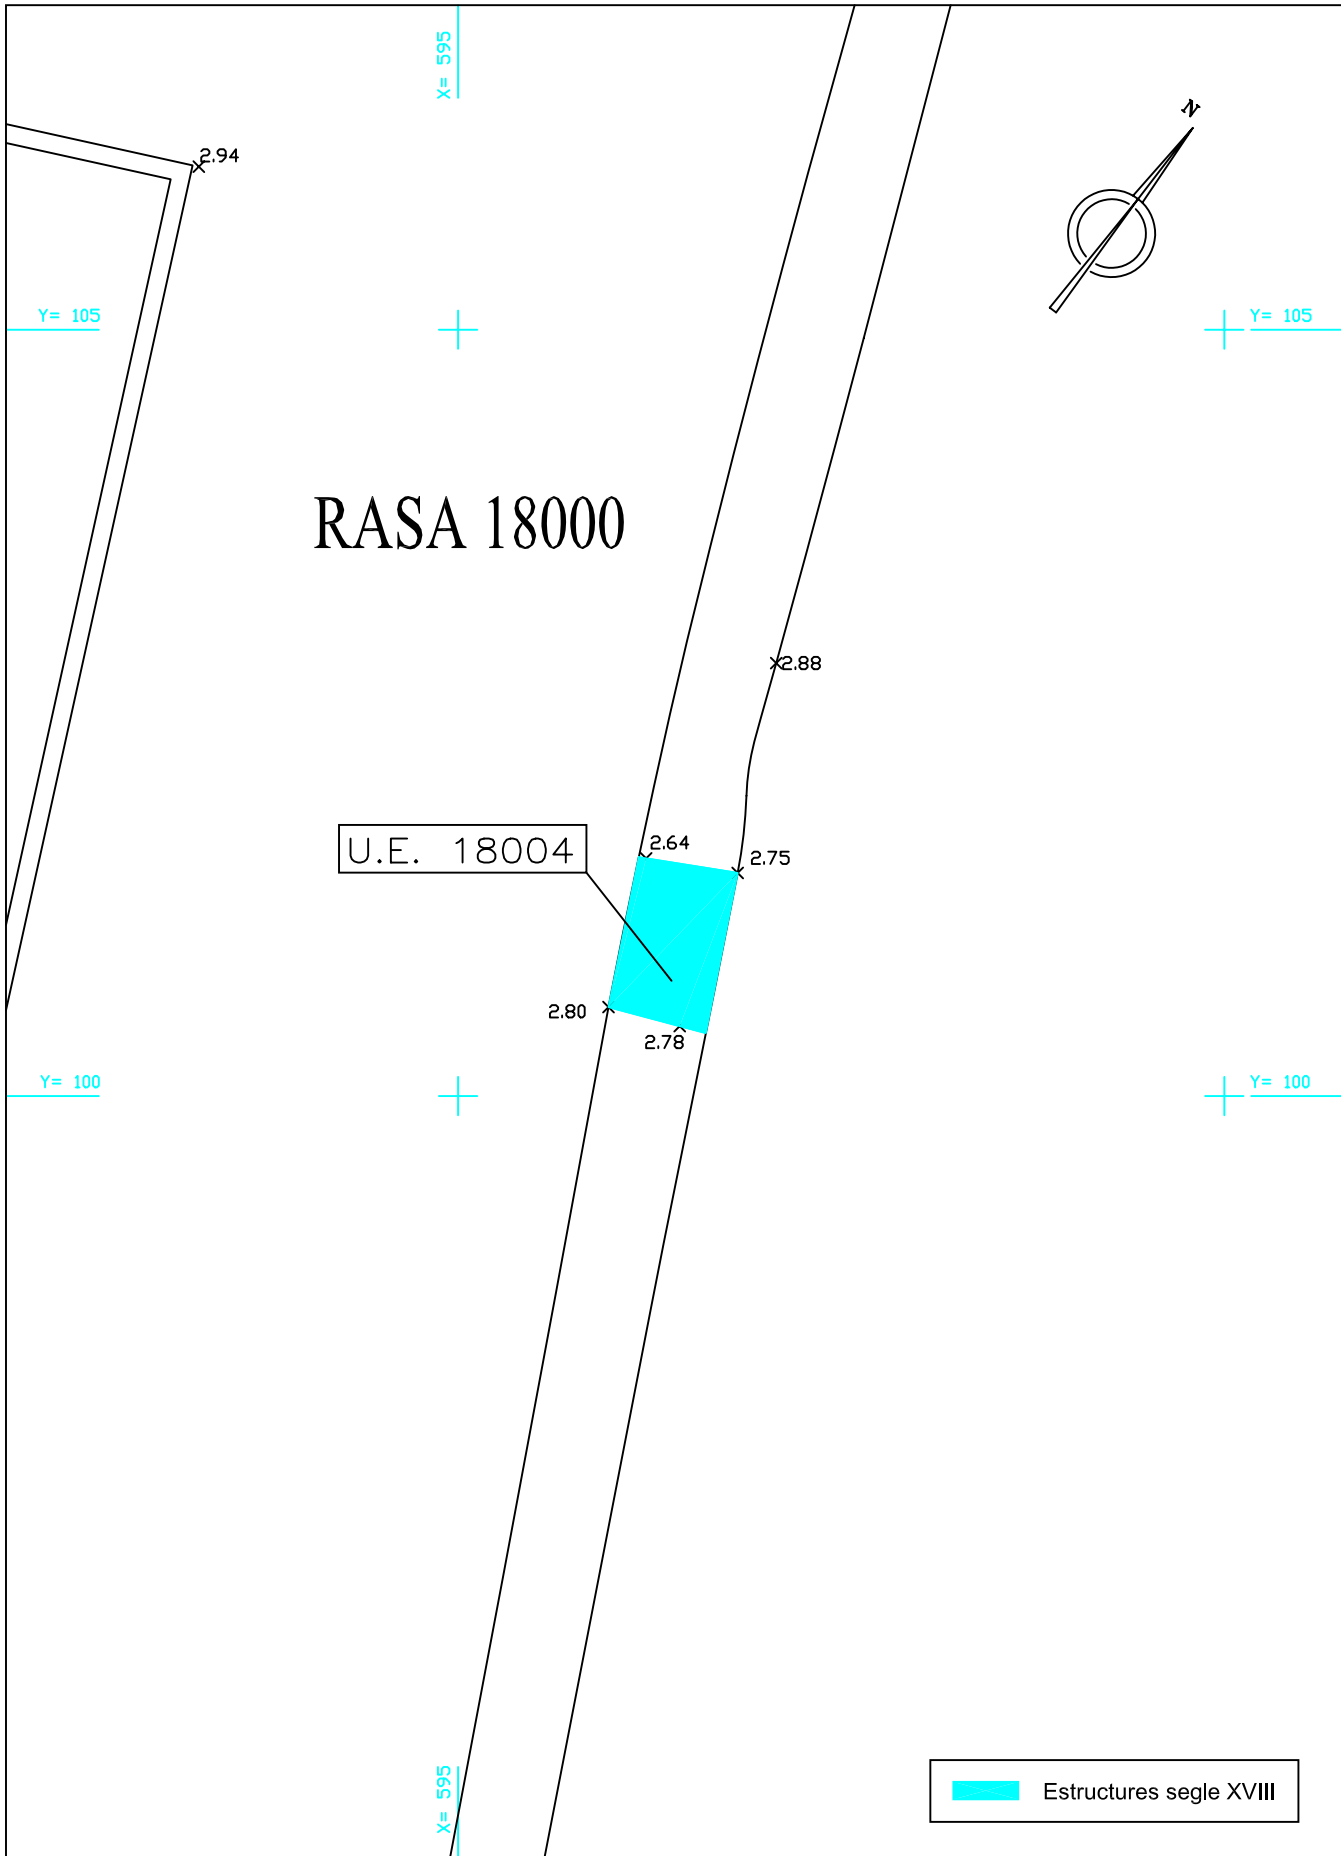 X= 595
N
2.94
Y= 105
Y= 105
RASA 18000
2.88
U.E. 18004
2.64
2.75
2.80
2.78
Y= 100
Y= 100
X= 595
Estructures segle XVIII